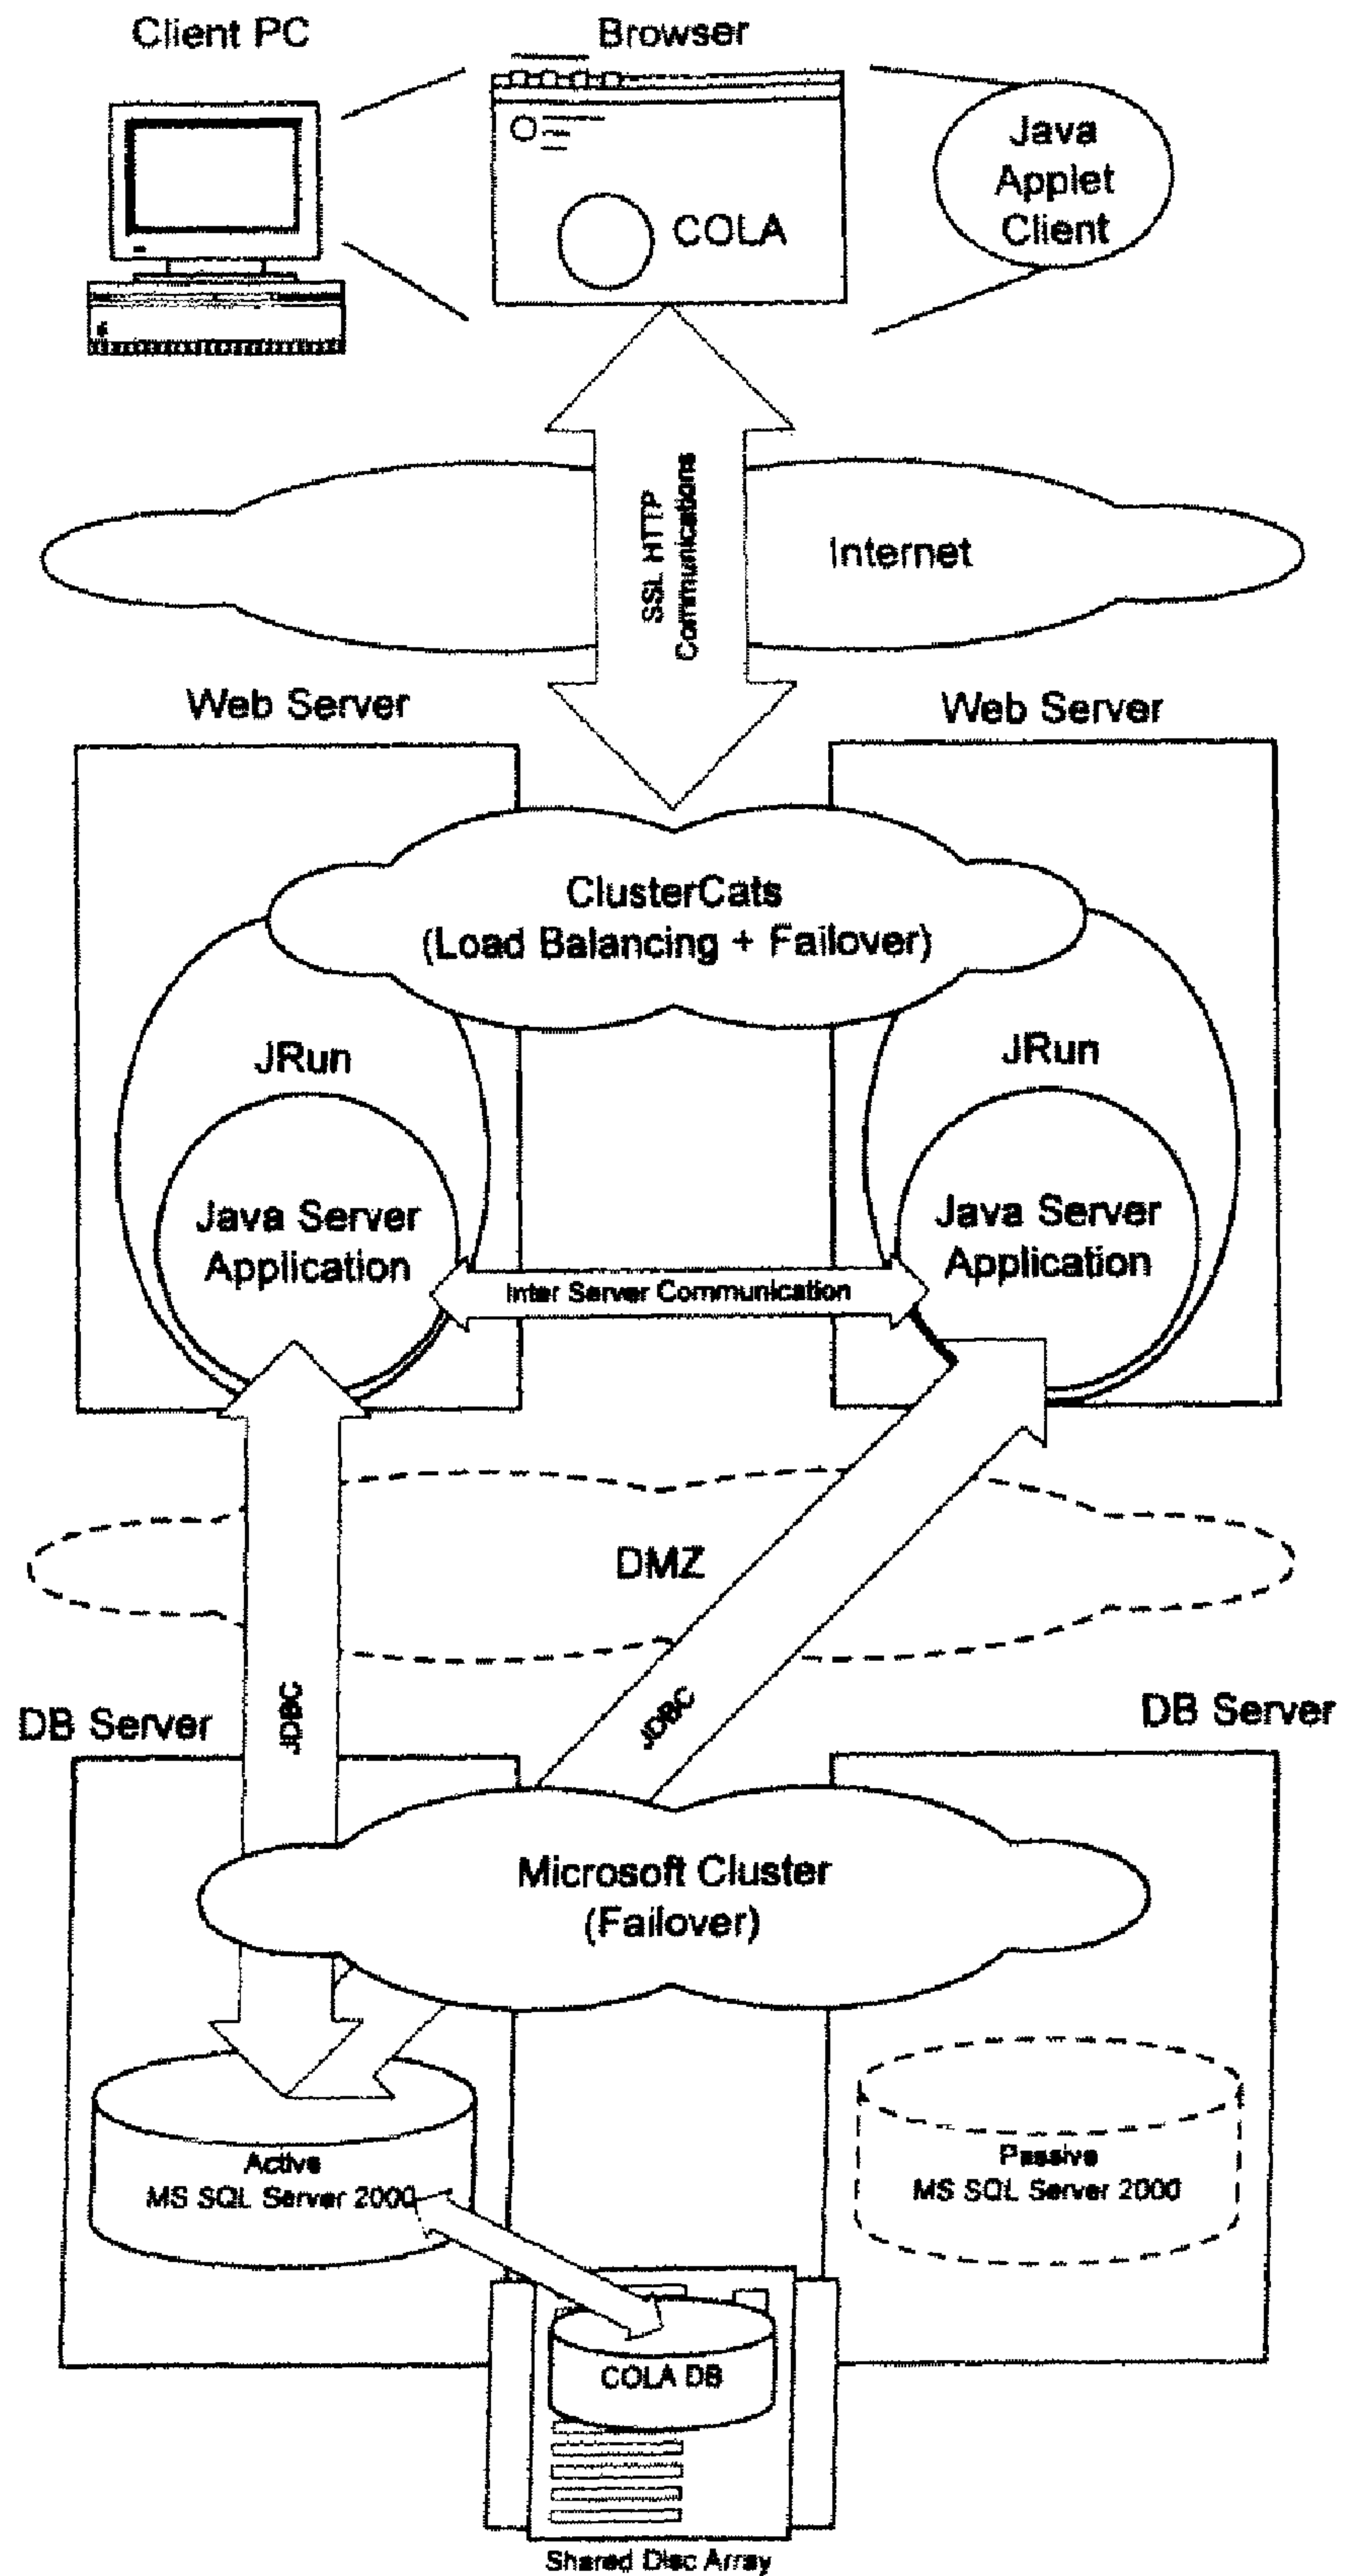 Client PC
Browser
Java
Applet
Client
COLA
SSL HTTP
Communications
Internet
Web Server
Web Server
ClusterCats
(Load Balancing + Failover)
JRun
JRun
Java Server
Application
Java Server
Application
Inter Server Communication
DMZ
JDBC
JDBC
DB Server
DB Server
Microsoft Cluster
(Failover)
Active
MS SQL Server 2000
Passive
MS SQL Server 2000
COLA DB
Shared Disc Array